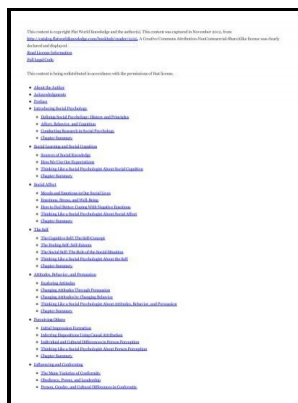 This content is copyright Flat World Knowledge and the author(s). This content was captured in November 2012, from
http://catalog.flatworldknowledge.com/bookhub/reader/ A Creative Commons Attribution-NonCommercial-ShareAlike license was clearly
declared and displayed.
Read License Information
Full Legal Code
This content is being redistributed in accordance with the permissions of that license.
About the Author
Acknowledgments
Preface
Introducing Social Psychology
Defining Social Psychology: History and Principles
Affect, Behavior, and Cognition
Conducting Research in Social Psychology
Chapter Summary
Social Learning and Social Cognition
Sources of Social Knowledge
How We Use Our Expectations
Thinking Like a Social Psychologist About Social Cognition
Chapter Summary
Social Affect
Moods and Emotions in Our Social Lives
Emotions, Stress, and Well-Being
How to Feel Better: Coping With Negative Emotions
Thinking Like a Social Psychologist About Social Affect
Chapter Summary
The Self
The Cognitive Self: The Self-Concept
The Feeling Self: Self-Esteem
The Social Self: The Role of the Social Situation
Thinking Like a Social Psychologist About the Self
Chapter Summary
Attitudes, Behavior, and Persuasion
Exploring Attitudes
Changing Attitudes Through Persuasion
Changing Attitudes by Changing Behavior
Thinking Like a Social Psychologist About Attitudes, Behavior, and Persuasion
Chapter Summary
Perceiving Others
Initial Impression Formation
Inferring Dispositions Using Causal Attribution
Individual and Cultural Differences in Person Perception
Thinking Like a Social Psychologist About Person Perception
Chapter Summary
Influencing and Conforming
The Many Varieties of Conformity
Obedience, Power, and Leadership
Person, Gender, and Cultural Differences in Conformity